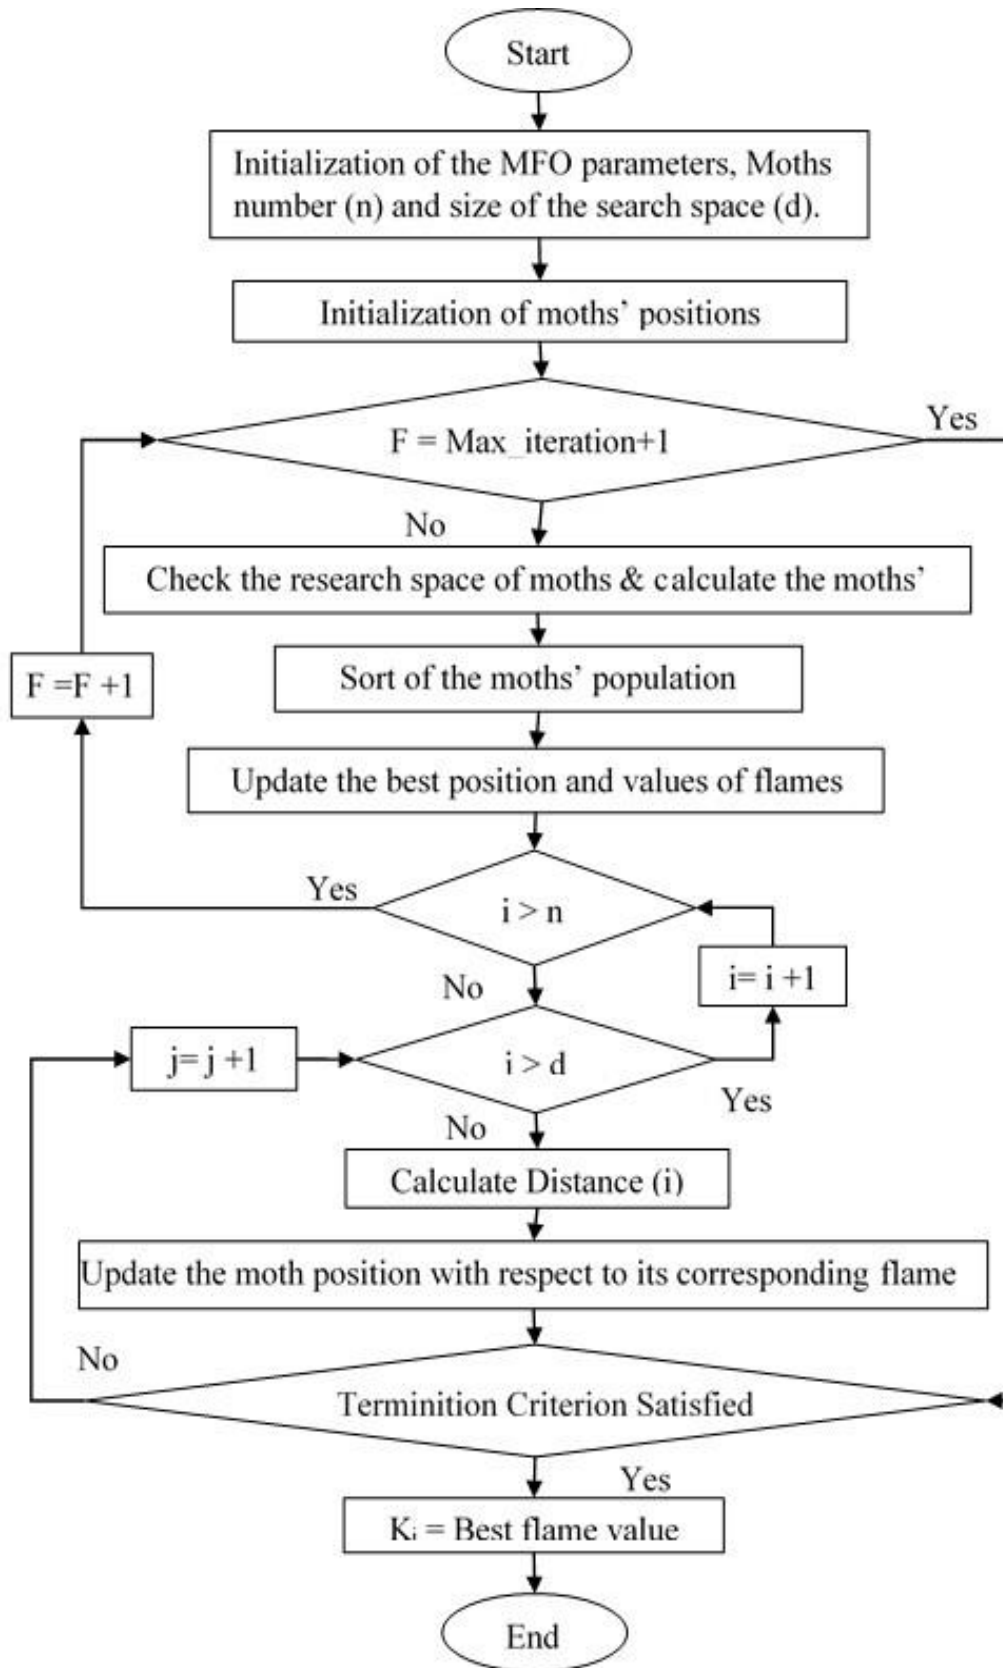 Start
Initialization of the MFO parameters, Moths
number (n) and size of the search space (d).
Initialization of moths’ positions
F = Max_iteration+1
Yes
No
Check the research space of moths & calculate the moths’
Sort of the moths’ population
F =F +1
Update the best position and values of flames
Yes
i > n
No
i= i +1
j= j +1
i > d
Yes
No
Calculate Distance (i)
Update the moth position with respect to its corresponding flame
No
Terminition Criterion Satisfied
Yes
Ki = Best flame value
End